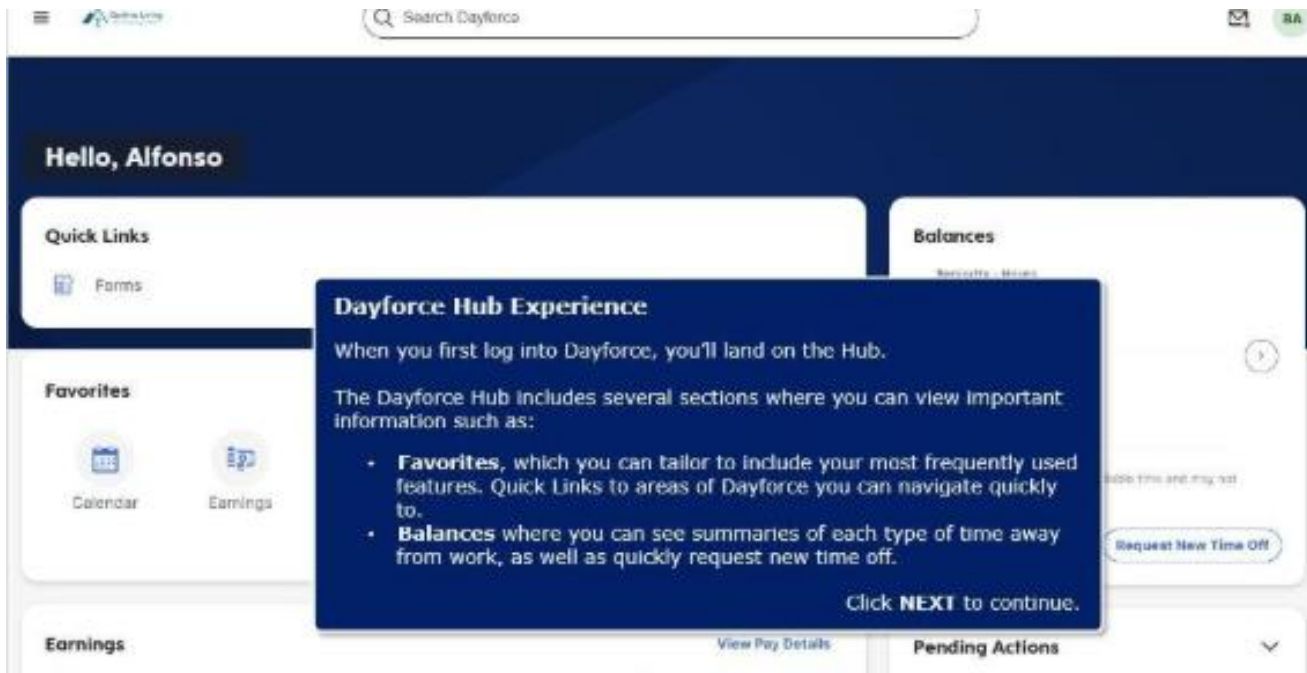 Search Dayforce
BA
Hello, Alfonso
Quick Links
Forms
Balances
Dayforce Hub Experience
When you first log into Dayforce, you'll land on the Hub.
The Dayforce Hub includes several sections where you can view important
information such as:
• Favorites, which you can tailor to include your most frequently used
features. Quick Links to areas of Dayforce you can navigate quickly
to.
• Balances where you can see summaries of each type of time away
from work, as well as quickly request new time off.
Click NEXT to continue.
Favorites
Calendar
Earnings
time and may not
Request New Time Off
Earnings
View Pay Details
Pending Actions